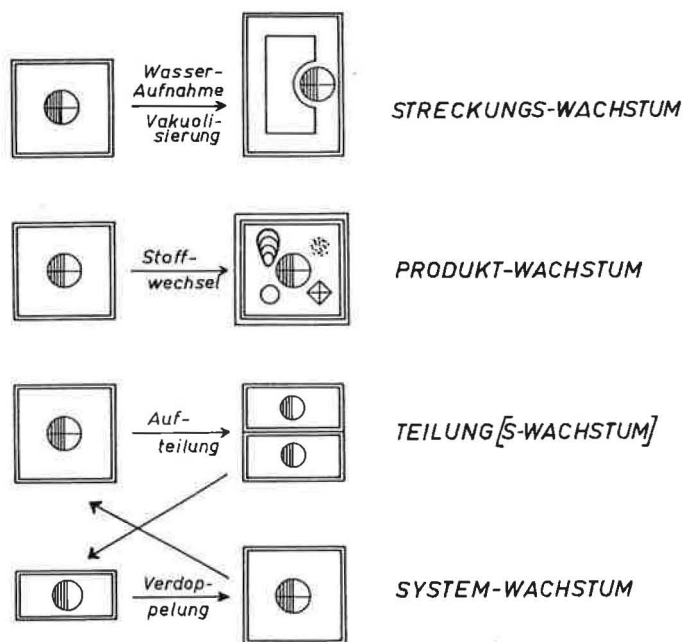 Wasser-
Aufnahme
Vakuoli-
sierung
STRECKUNGS-WACHSTUM
Stoff-
wechsel
PRODUKT-WACHSTUM
Auf-
teilung
TEILUNG[S-WACHSTUM]
Verdop-
pelung
SYSTEM-WACHSTUM